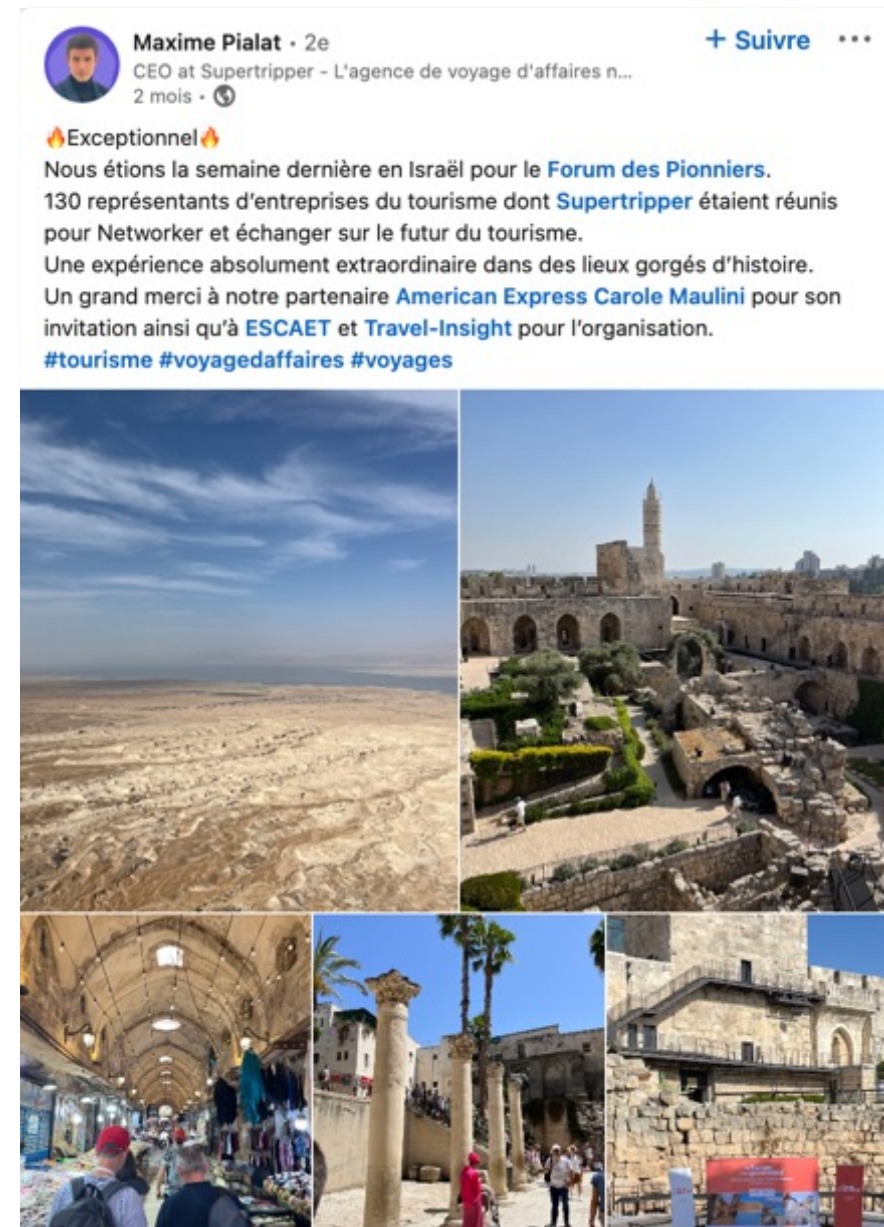 Maxime Pialat • 2e
+ Suivre
CEO at Supertripper - L'agence de voyage d'affaires n...
2 mois •
🔥Exceptionnel🔥
Nous étions la semaine dernière en Israël pour le Forum des Pionniers.
130 représentants d'entreprises du tourisme dont Supertripper étaient réunis
pour Networker et échanger sur le futur du tourisme.
Une expérience absolument extraordinaire dans des lieux gorgés d'histoire.
Un grand merci à notre partenaire American Express Carole Maulini pour son
invitation ainsi qu'à ESCAET et Travel-Insight pour l'organisation.
#tourisme #voyagedaffaires #voyages